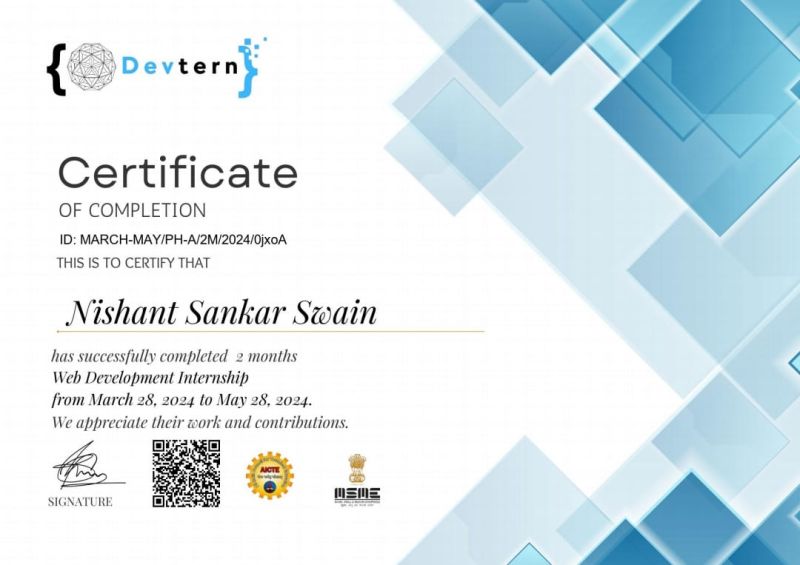 { Devtern }
Certificate
OF COMPLETION
ID: MARCH-MAY/PH-A/2M/2024/0jxoA
THIS IS TO CERTIFY THAT
Nishant Sankar Swain
has successfully completed 2 months
Web Development Internship
from March 28, 2024 to May 28, 2024.
We appreciate their work and contributions.
AICTE
MSME
SIGNATURE